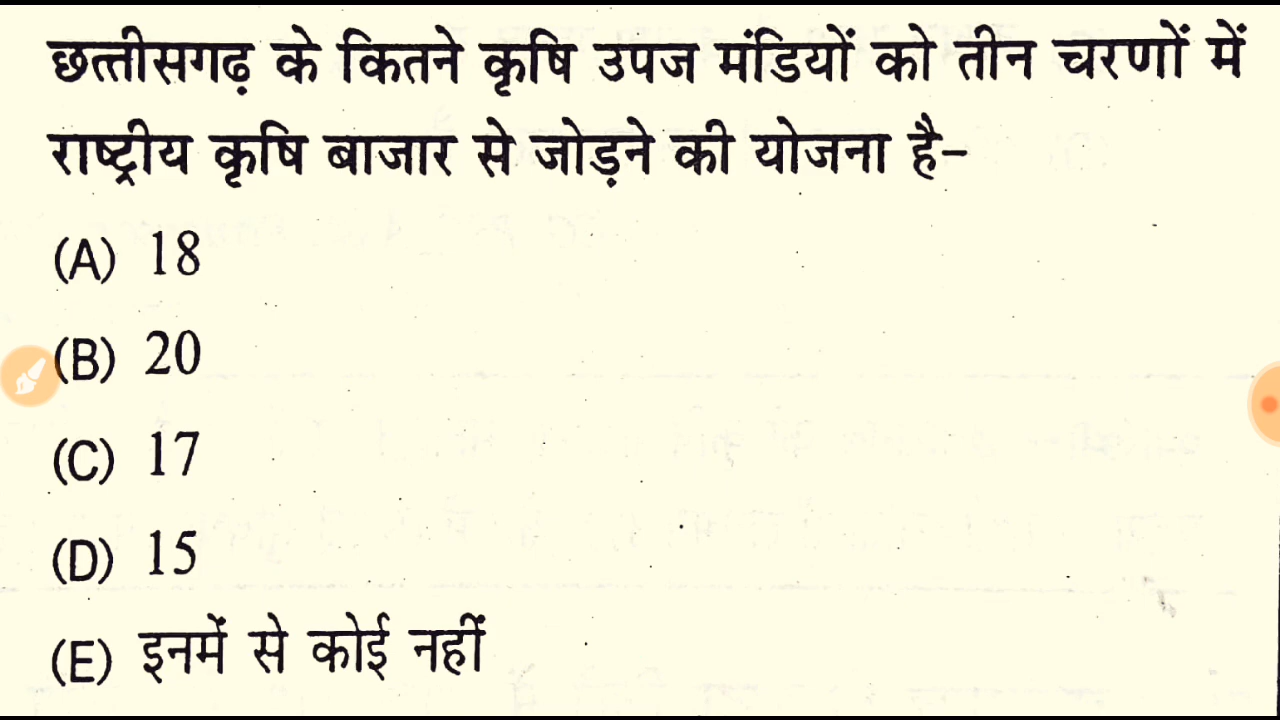 छत्तीसगढ़ के कितने कृषि उपज मंडियों को तीन चरणों में
राष्ट्रीय कृषि बाजार से जोड़ने की योजना है–
(A) 18
(B) 20
(C) 17
(D) 15
(E) इनमें से कोई नहीं